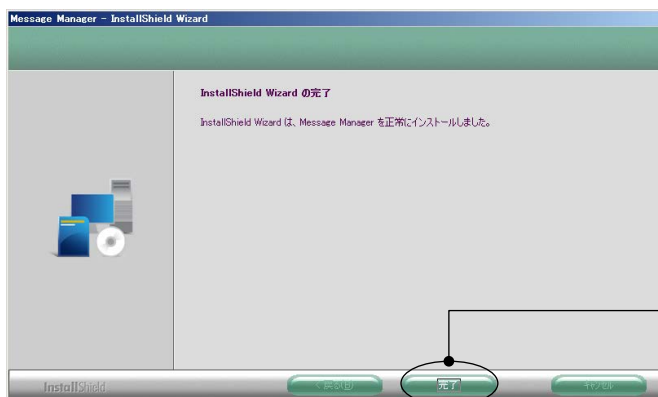 Message Manager - InstallShield Wizard
InstallShield Wizard の完了
InstallShield Wizard は、Message Manager を正常にインストールしました。
InstallShield
< 戻る(B)
完了
キャンセル